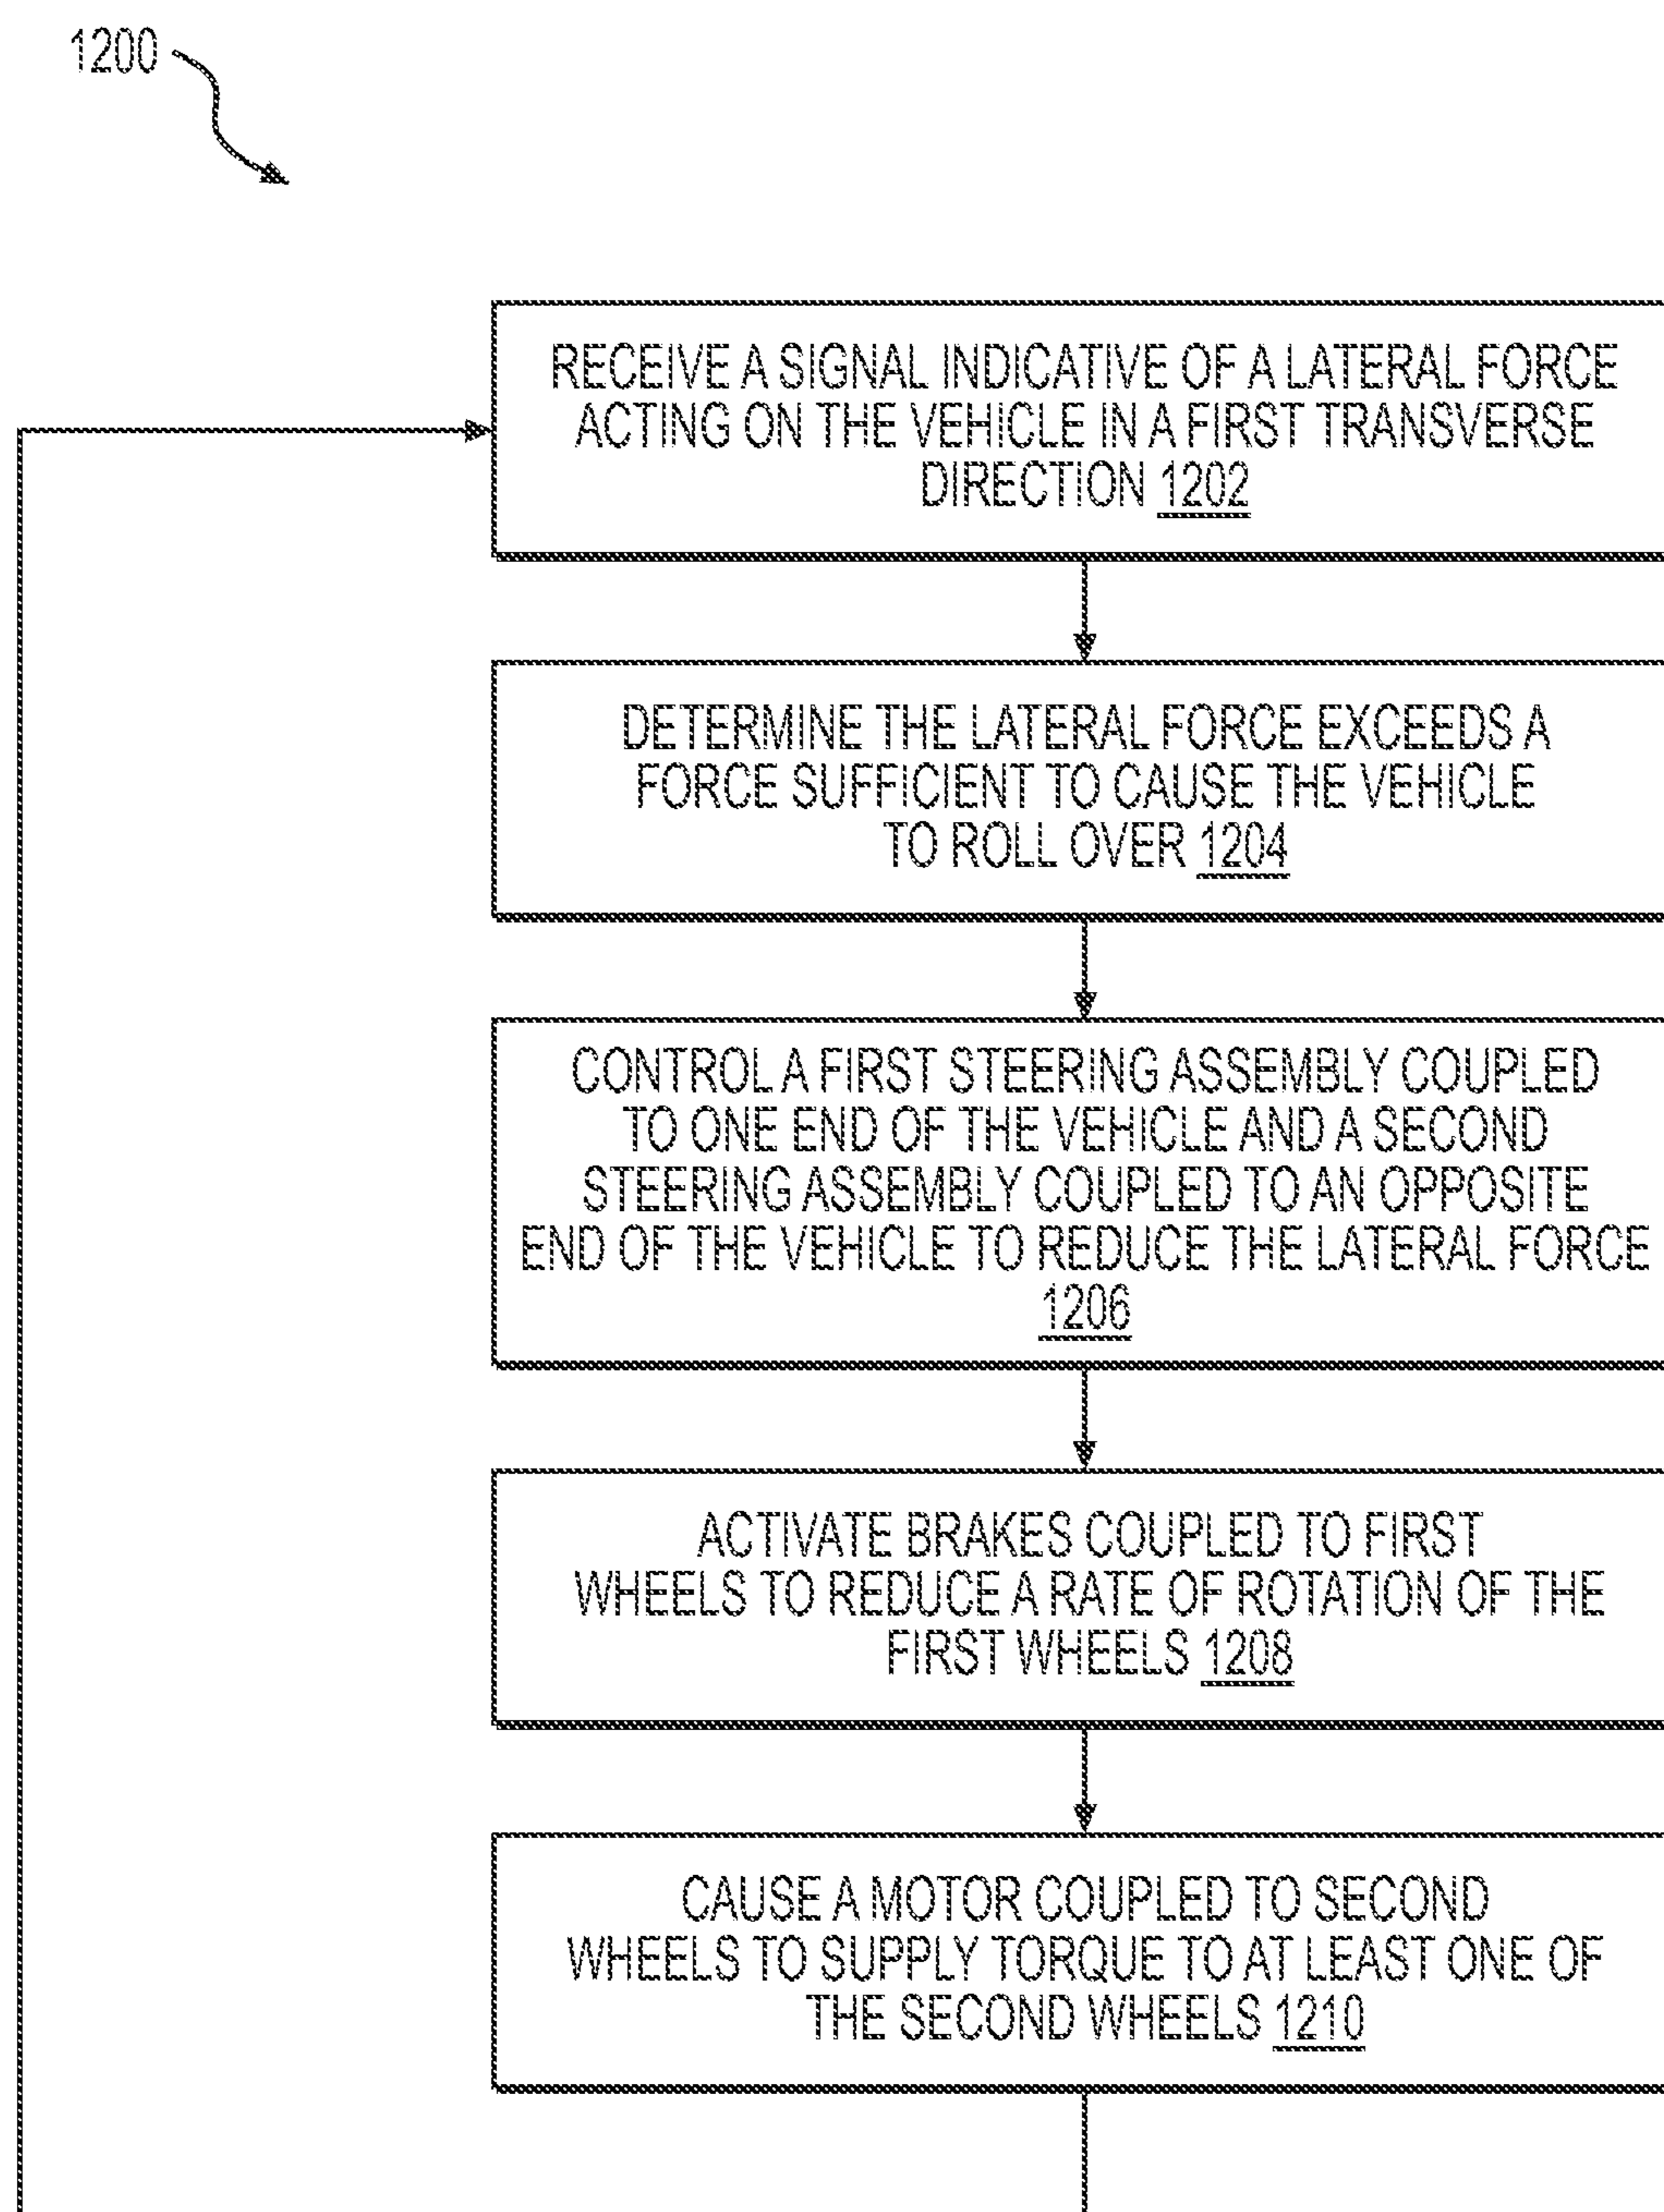 1200
RECEIVE A SIGNAL INDICATIVE OF A LATERAL FORCE
ACTING ON THE VEHICLE IN A FIRST TRANSVERSE
DIRECTION 1202
DETERMINE THE LATERAL FORCE EXCEEDS A
FORCE SUFFICIENT TO CAUSE THE VEHICLE
TO ROLL OVER 1204
CONTROL A FIRST STEERING ASSEMBLY COUPLED
TO ONE END OF THE VEHICLE AND A SECOND
STEERING ASSEMBLY COUPLED TO AN OPPOSITE
END OF THE VEHICLE TO REDUCE THE LATERAL FORCE
1206
ACTIVATE BRAKES COUPLED TO FIRST
WHEELS TO REDUCE A RATE OF ROTATION OF THE
FIRST WHEELS 1208
CAUSE A MOTOR COUPLED TO SECOND
WHEELS TO SUPPLY TORQUE TO AT LEAST ONE OF
THE SECOND WHEELS 1210